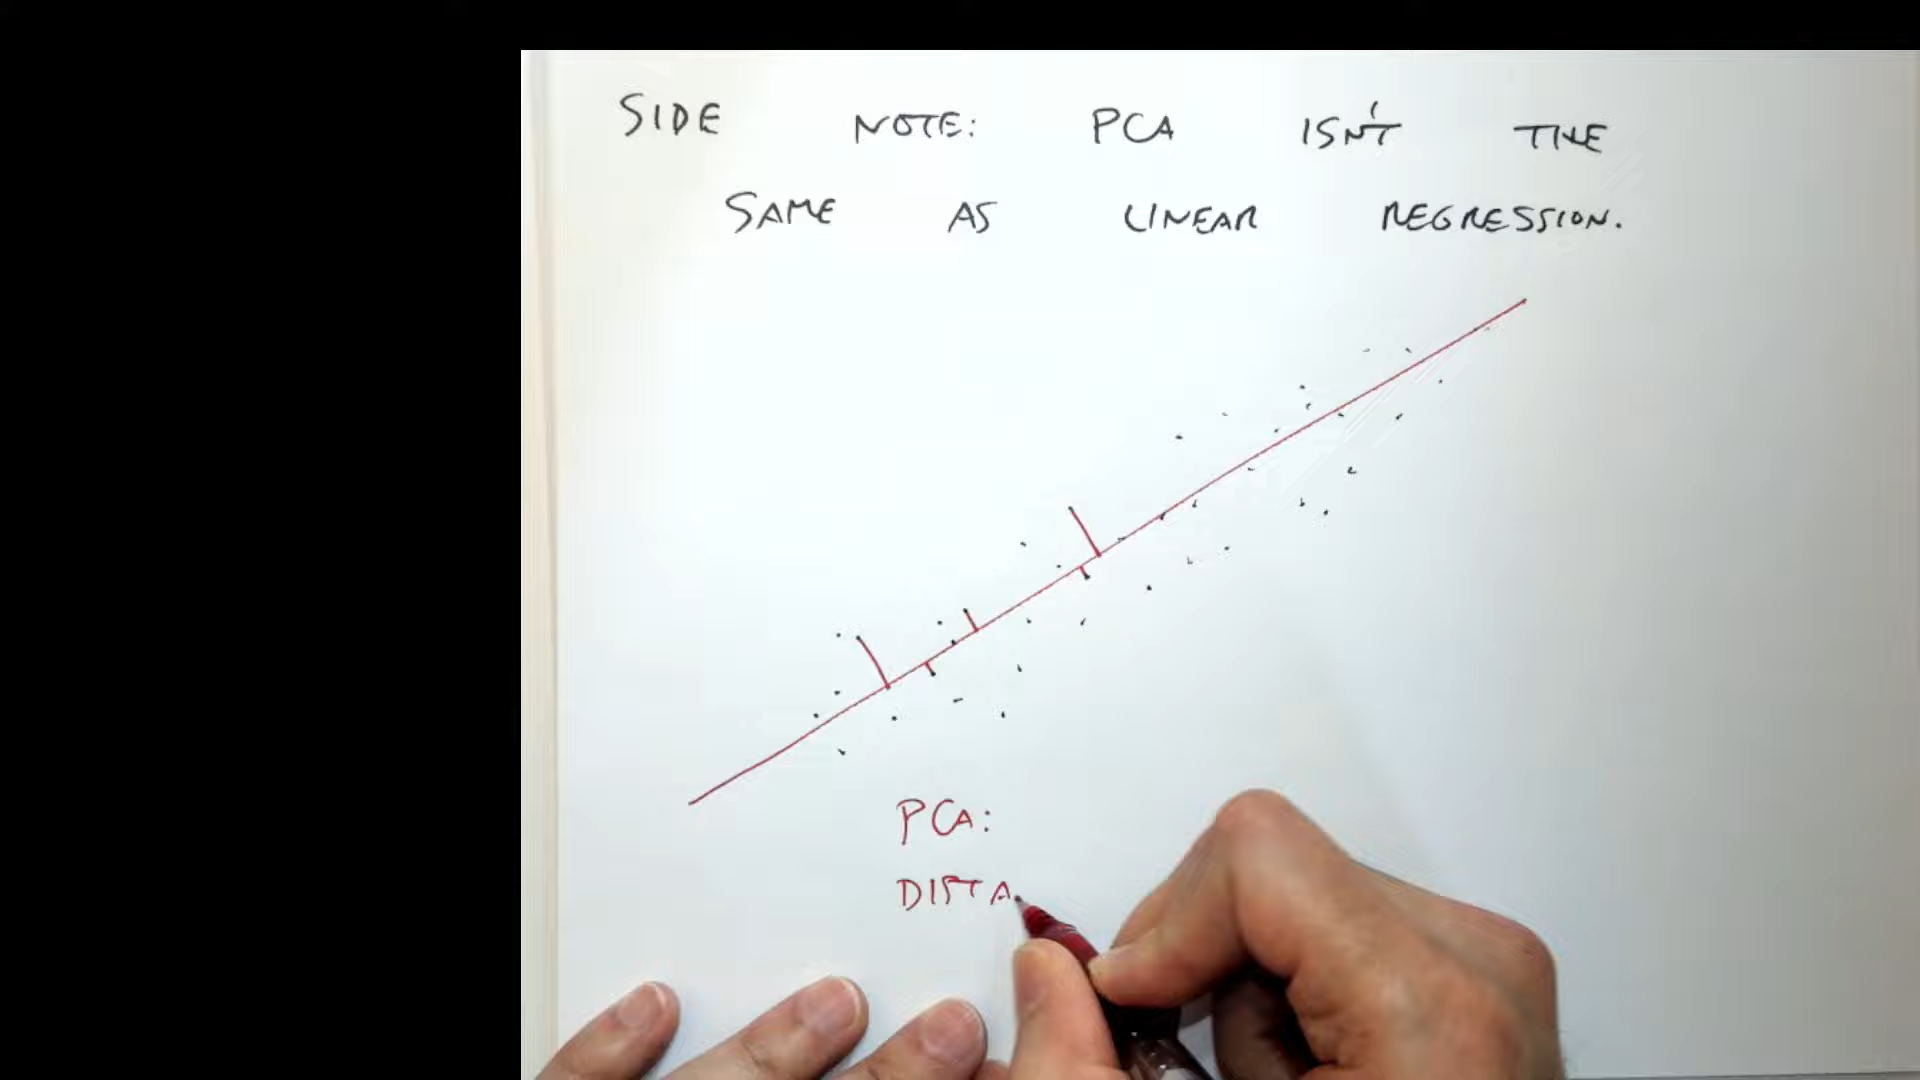 SIDE NOTE: PCA ISN'T THE
SAME AS LINEAR REGRESSION.
PCA:
DISTA